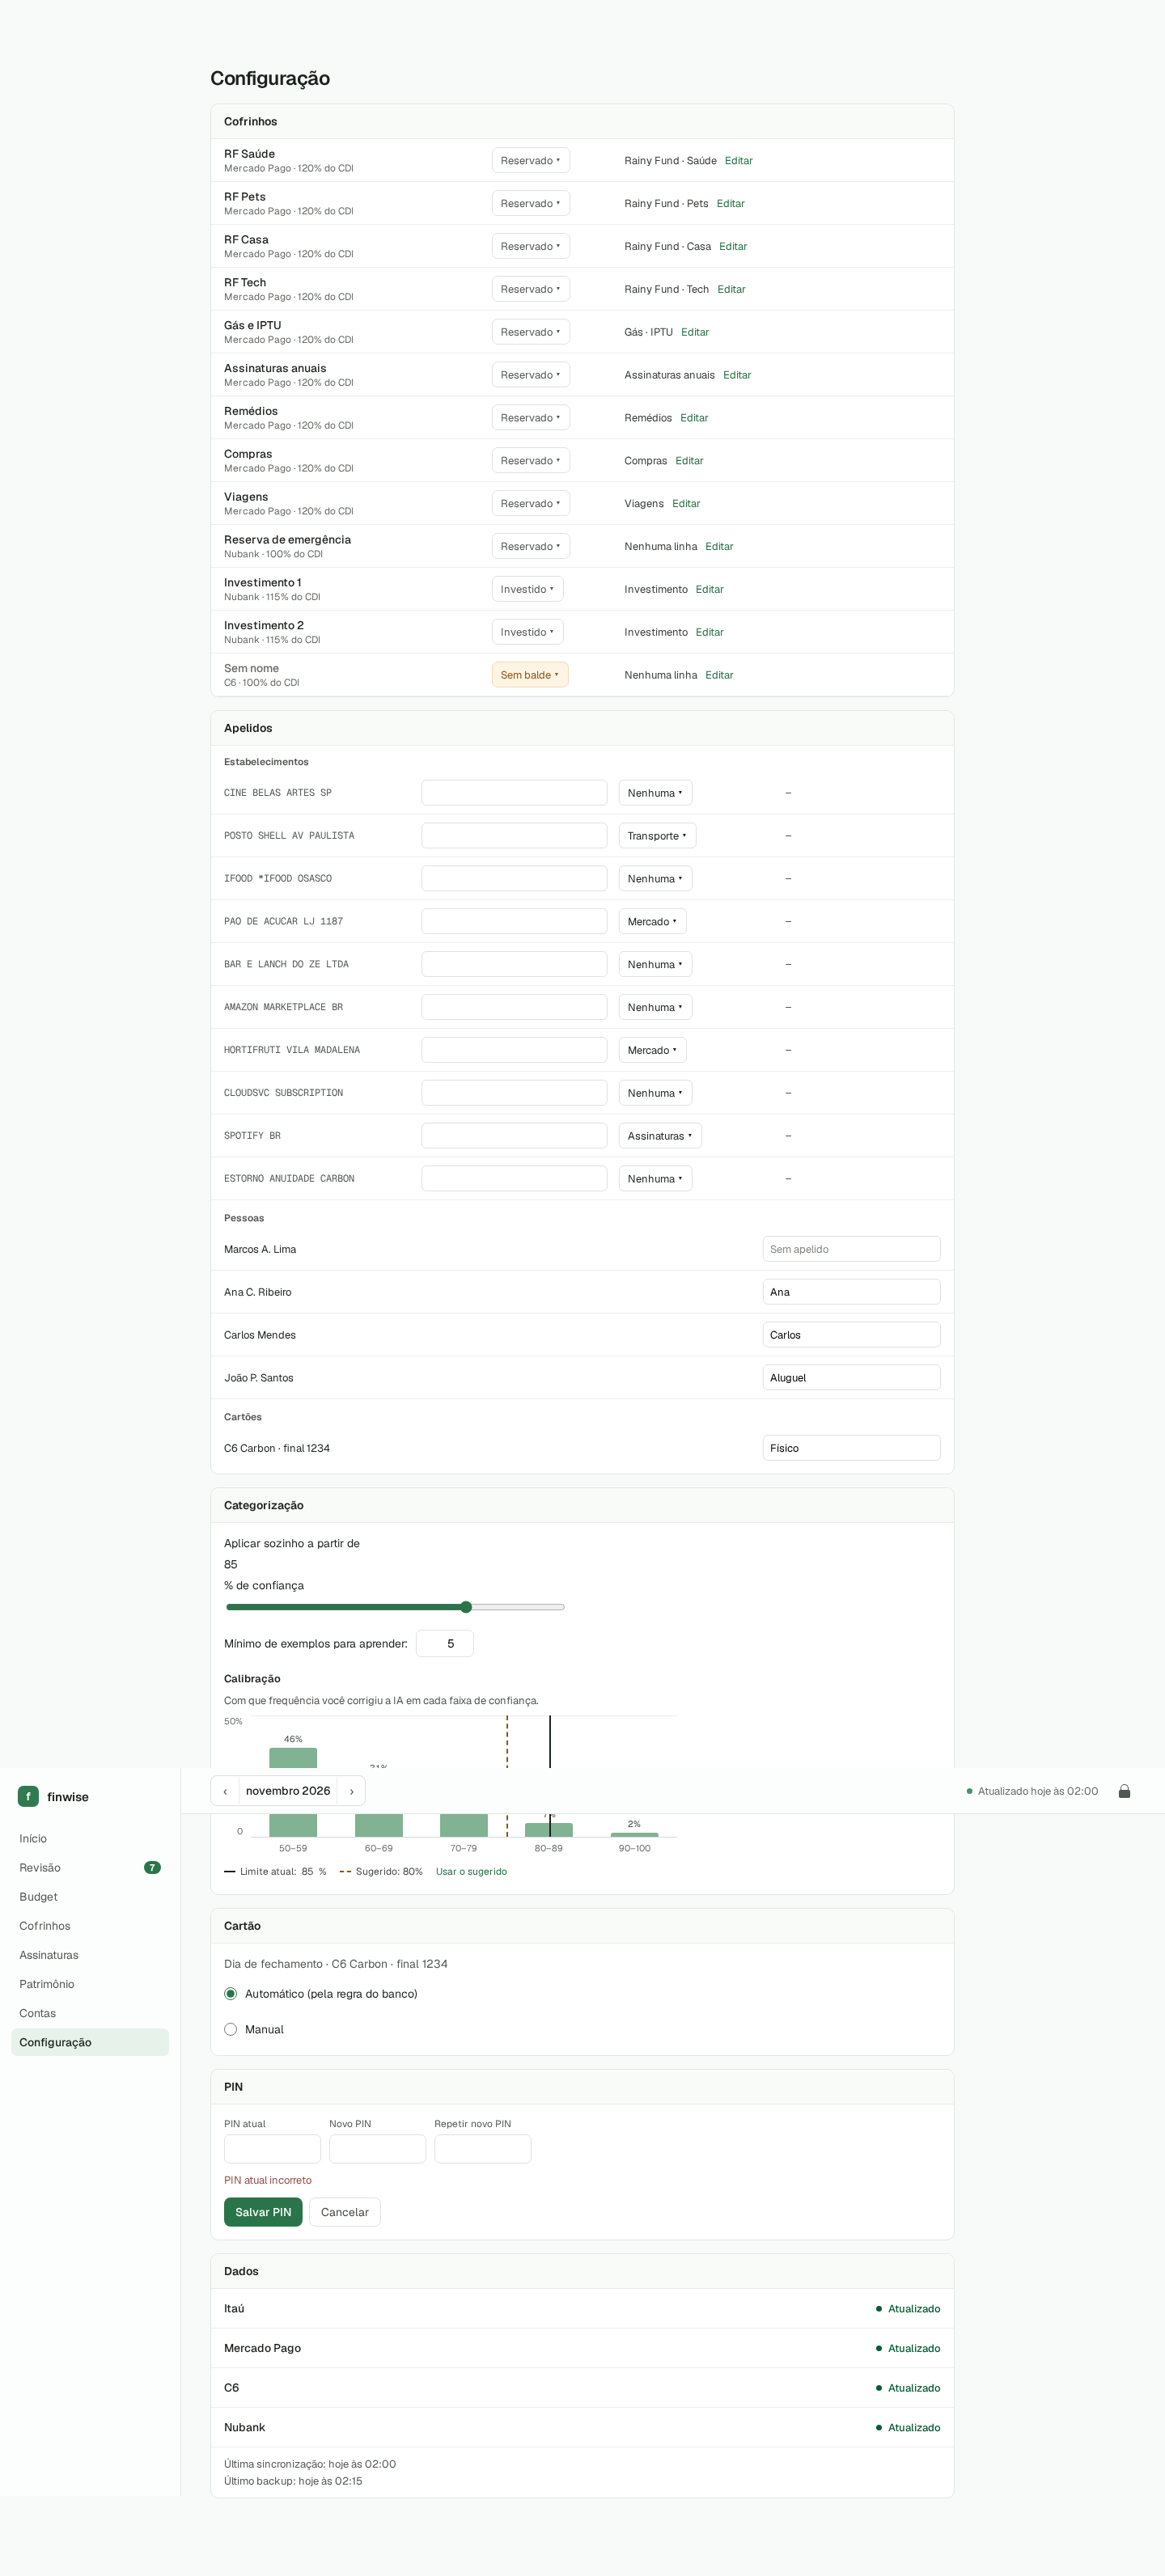 Configuração
Cofrinhos
RF Saúde
Mercado Pago · 120% do CDI
Reservado
Rainy Fund · Saúde Editar
RF Pets
Mercado Pago · 120% do CDI
Reservado
Rainy Fund · Pets Editar
RF Casa
Mercado Pago · 120% do CDI
Reservado
Rainy Fund · Casa Editar
RF Tech
Mercado Pago · 120% do CDI
Reservado
Rainy Fund · Tech Editar
Gás e IPTU
Mercado Pago · 120% do CDI
Reservado
Gás · IPTU Editar
Assinaturas anuais
Mercado Pago · 120% do CDI
Reservado
Assinaturas anuais Editar
Remédios
Mercado Pago · 120% do CDI
Reservado
Remédios Editar
Compras
Mercado Pago · 120% do CDI
Reservado
Compras Editar
Viagens
Mercado Pago · 120% do CDI
Reservado
Viagens Editar
Reserva de emergência
Nubank · 100% do CDI
Reservado
Nenhuma linha Editar
Investimento 1
Nubank · 115% do CDI
Investido
Investimento Editar
Investimento 2
Nubank · 115% do CDI
Investido
Investimento Editar
Sem nome
C6 · 100% do CDI
Sem balde
Nenhuma linha Editar
Apelidos
Estabelecimentos
CINE BELAS ARTES SP Nenhuma –
POSTO SHELL AV PAULISTA Transporte –
IFOOD *IFOOD OSASCO Nenhuma –
PAO DE ACUCAR LJ 1187 Mercado –
BAR E LANCH DO ZE LTDA Nenhuma –
AMAZON MARKETPLACE BR Nenhuma –
HORTIFRUTI VILA MADALENA Mercado –
CLOUDSVC SUBSCRIPTION Nenhuma –
SPOTIFY BR Assinaturas –
ESTORNO ANUIDADE CARBON Nenhuma –
Pessoas
Marcos A. Lima Sem apelido
Ana C. Ribeiro Ana
Carlos Mendes Carlos
João P. Santos Aluguel
Cartões
C6 Carbon · final 1234 Físico
Categorização
Aplicar sozinho a partir de
85
% de confiança
Mínimo de exemplos para aprender: 5
Calibração
Com que frequência você corrigiu a IA em cada faixa de confiança.
50%
46%
f finwise
‹ novembro 2026 ›
Atualizado hoje às 02:00
Início
Revisão 7
Budget
Cofrinhos
Assinaturas
Patrimônio
Contas
Configuração
2%
0
50–59 60–69 70–79 80–89 90–100
Limite atual: 85 % Sugerido: 80% Usar o sugerido
Cartão
Dia de fechamento · C6 Carbon · final 1234
Automático (pela regra do banco)
Manual
PIN
PIN atual Novo PIN Repetir novo PIN
PIN atual incorreto
Salvar PIN Cancelar
Dados
Itaú Atualizado
Mercado Pago Atualizado
C6 Atualizado
Nubank Atualizado
Última sincronização: hoje às 02:00
Último backup: hoje às 02:15